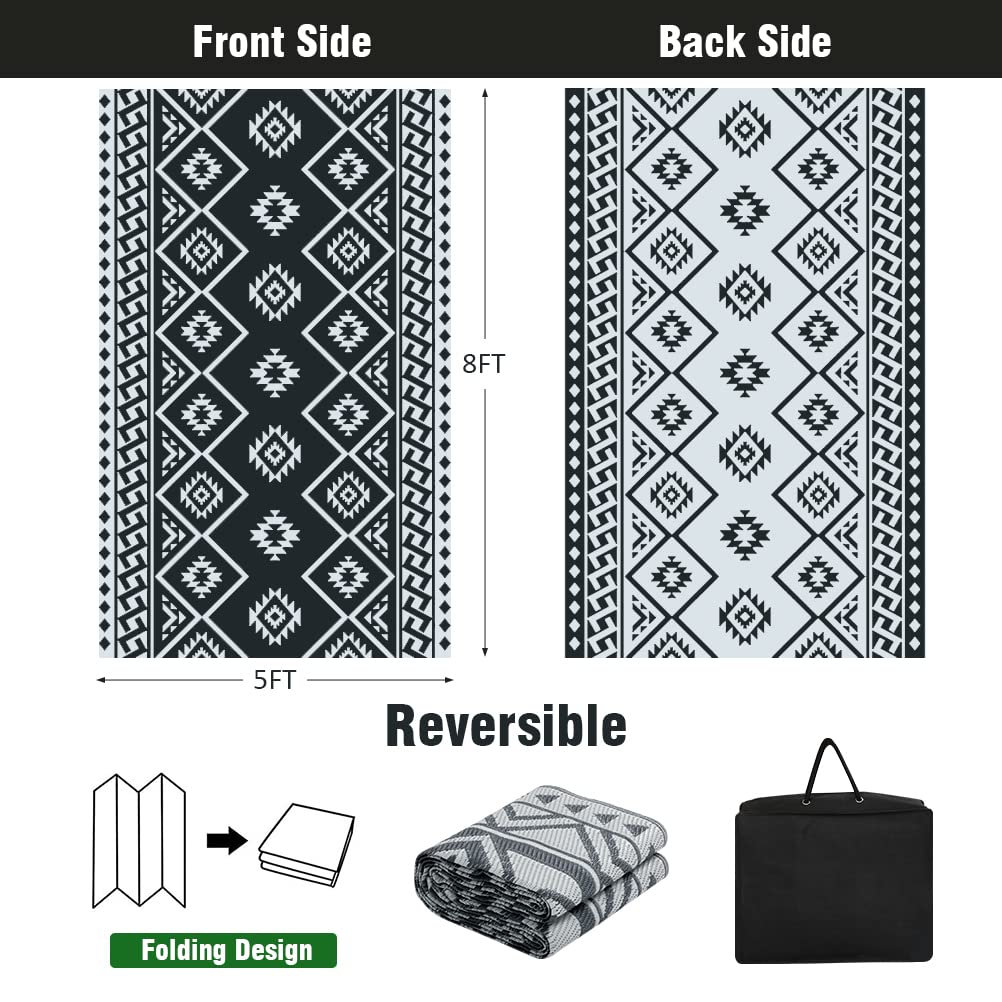 Front Side
Back Side
8FT
5FT
Reversible
Folding Design